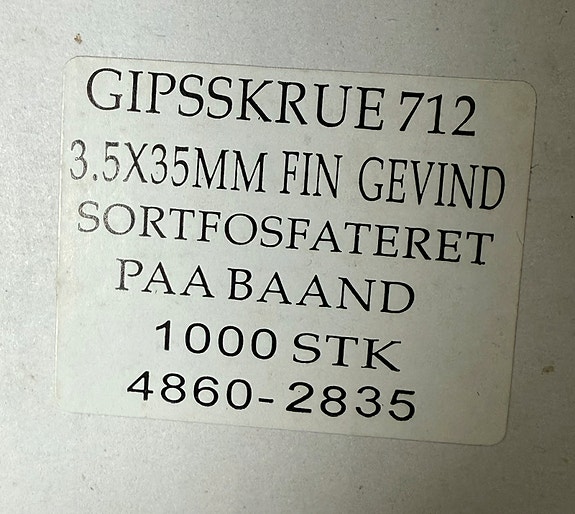 GIPSSKRUE 712
3.5X35MM FIN GEVIND
SORTFOSFATERET
PAA BAAND
1000 STK
4860-2835